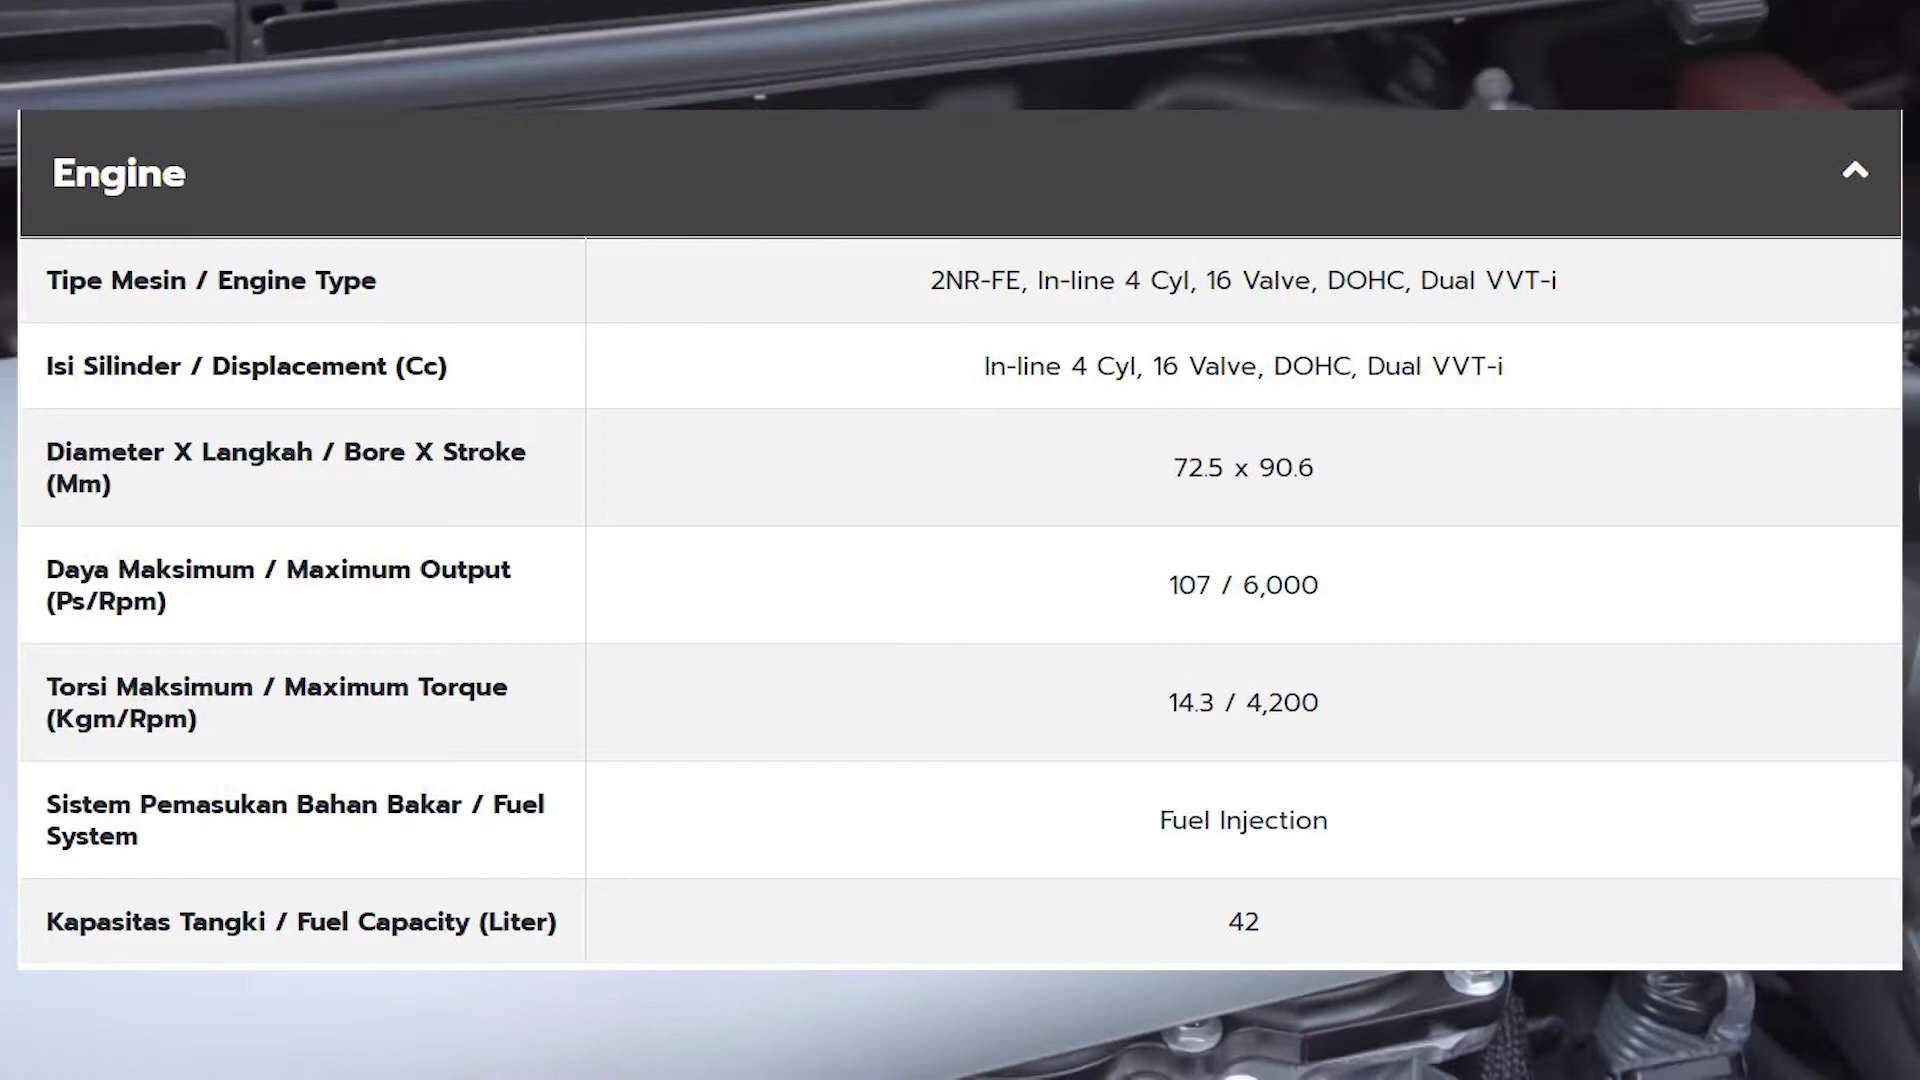 Engine
Tipe Mesin / Engine Type
2NR-FE, In-line 4 Cyl, 16 Valve, DOHC, Dual VVT-i
Isi Silinder / Displacement (Cc)
In-line 4 Cyl, 16 Valve, DOHC, Dual VVT-i
Diameter X Langkah / Bore X Stroke
(Mm)
72.5 x 90.6
Daya Maksimum / Maximum Output
(Ps/Rpm)
107 / 6,000
Torsi Maksimum / Maximum Torque
(Kgm/Rpm)
14.3 / 4,200
Sistem Pemasukan Bahan Bakar / Fuel
System
Fuel Injection
Kapasitas Tangki / Fuel Capacity (Liter)
42